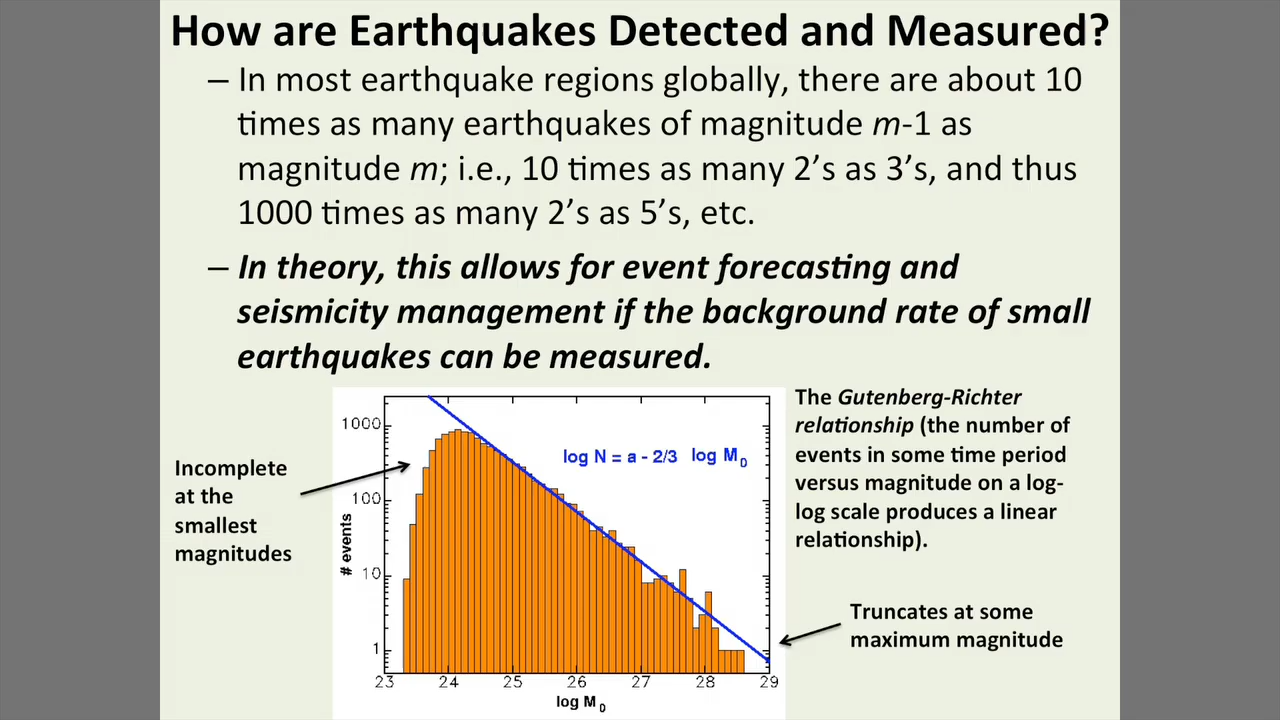 How are Earthquakes Detected and Measured?
– In most earthquake regions globally, there are about 10
times as many earthquakes of magnitude m-1 as
magnitude m; i.e., 10 times as many 2’s as 3’s, and thus
1000 times as many 2’s as 5’s, etc.
– In theory, this allows for event forecasting and
seismicity management if the background rate of small
earthquakes can be measured.
Incomplete
at the
smallest
magnitudes
# events
1000
100
10
1
log N = a - 2/3 log M₀
23 24 25 26 27 28 29
log M₀
The Gutenberg-Richter
relationship (the number of
events in some time period
versus magnitude on a log-
log scale produces a linear
relationship).
Truncates at some
maximum magnitude